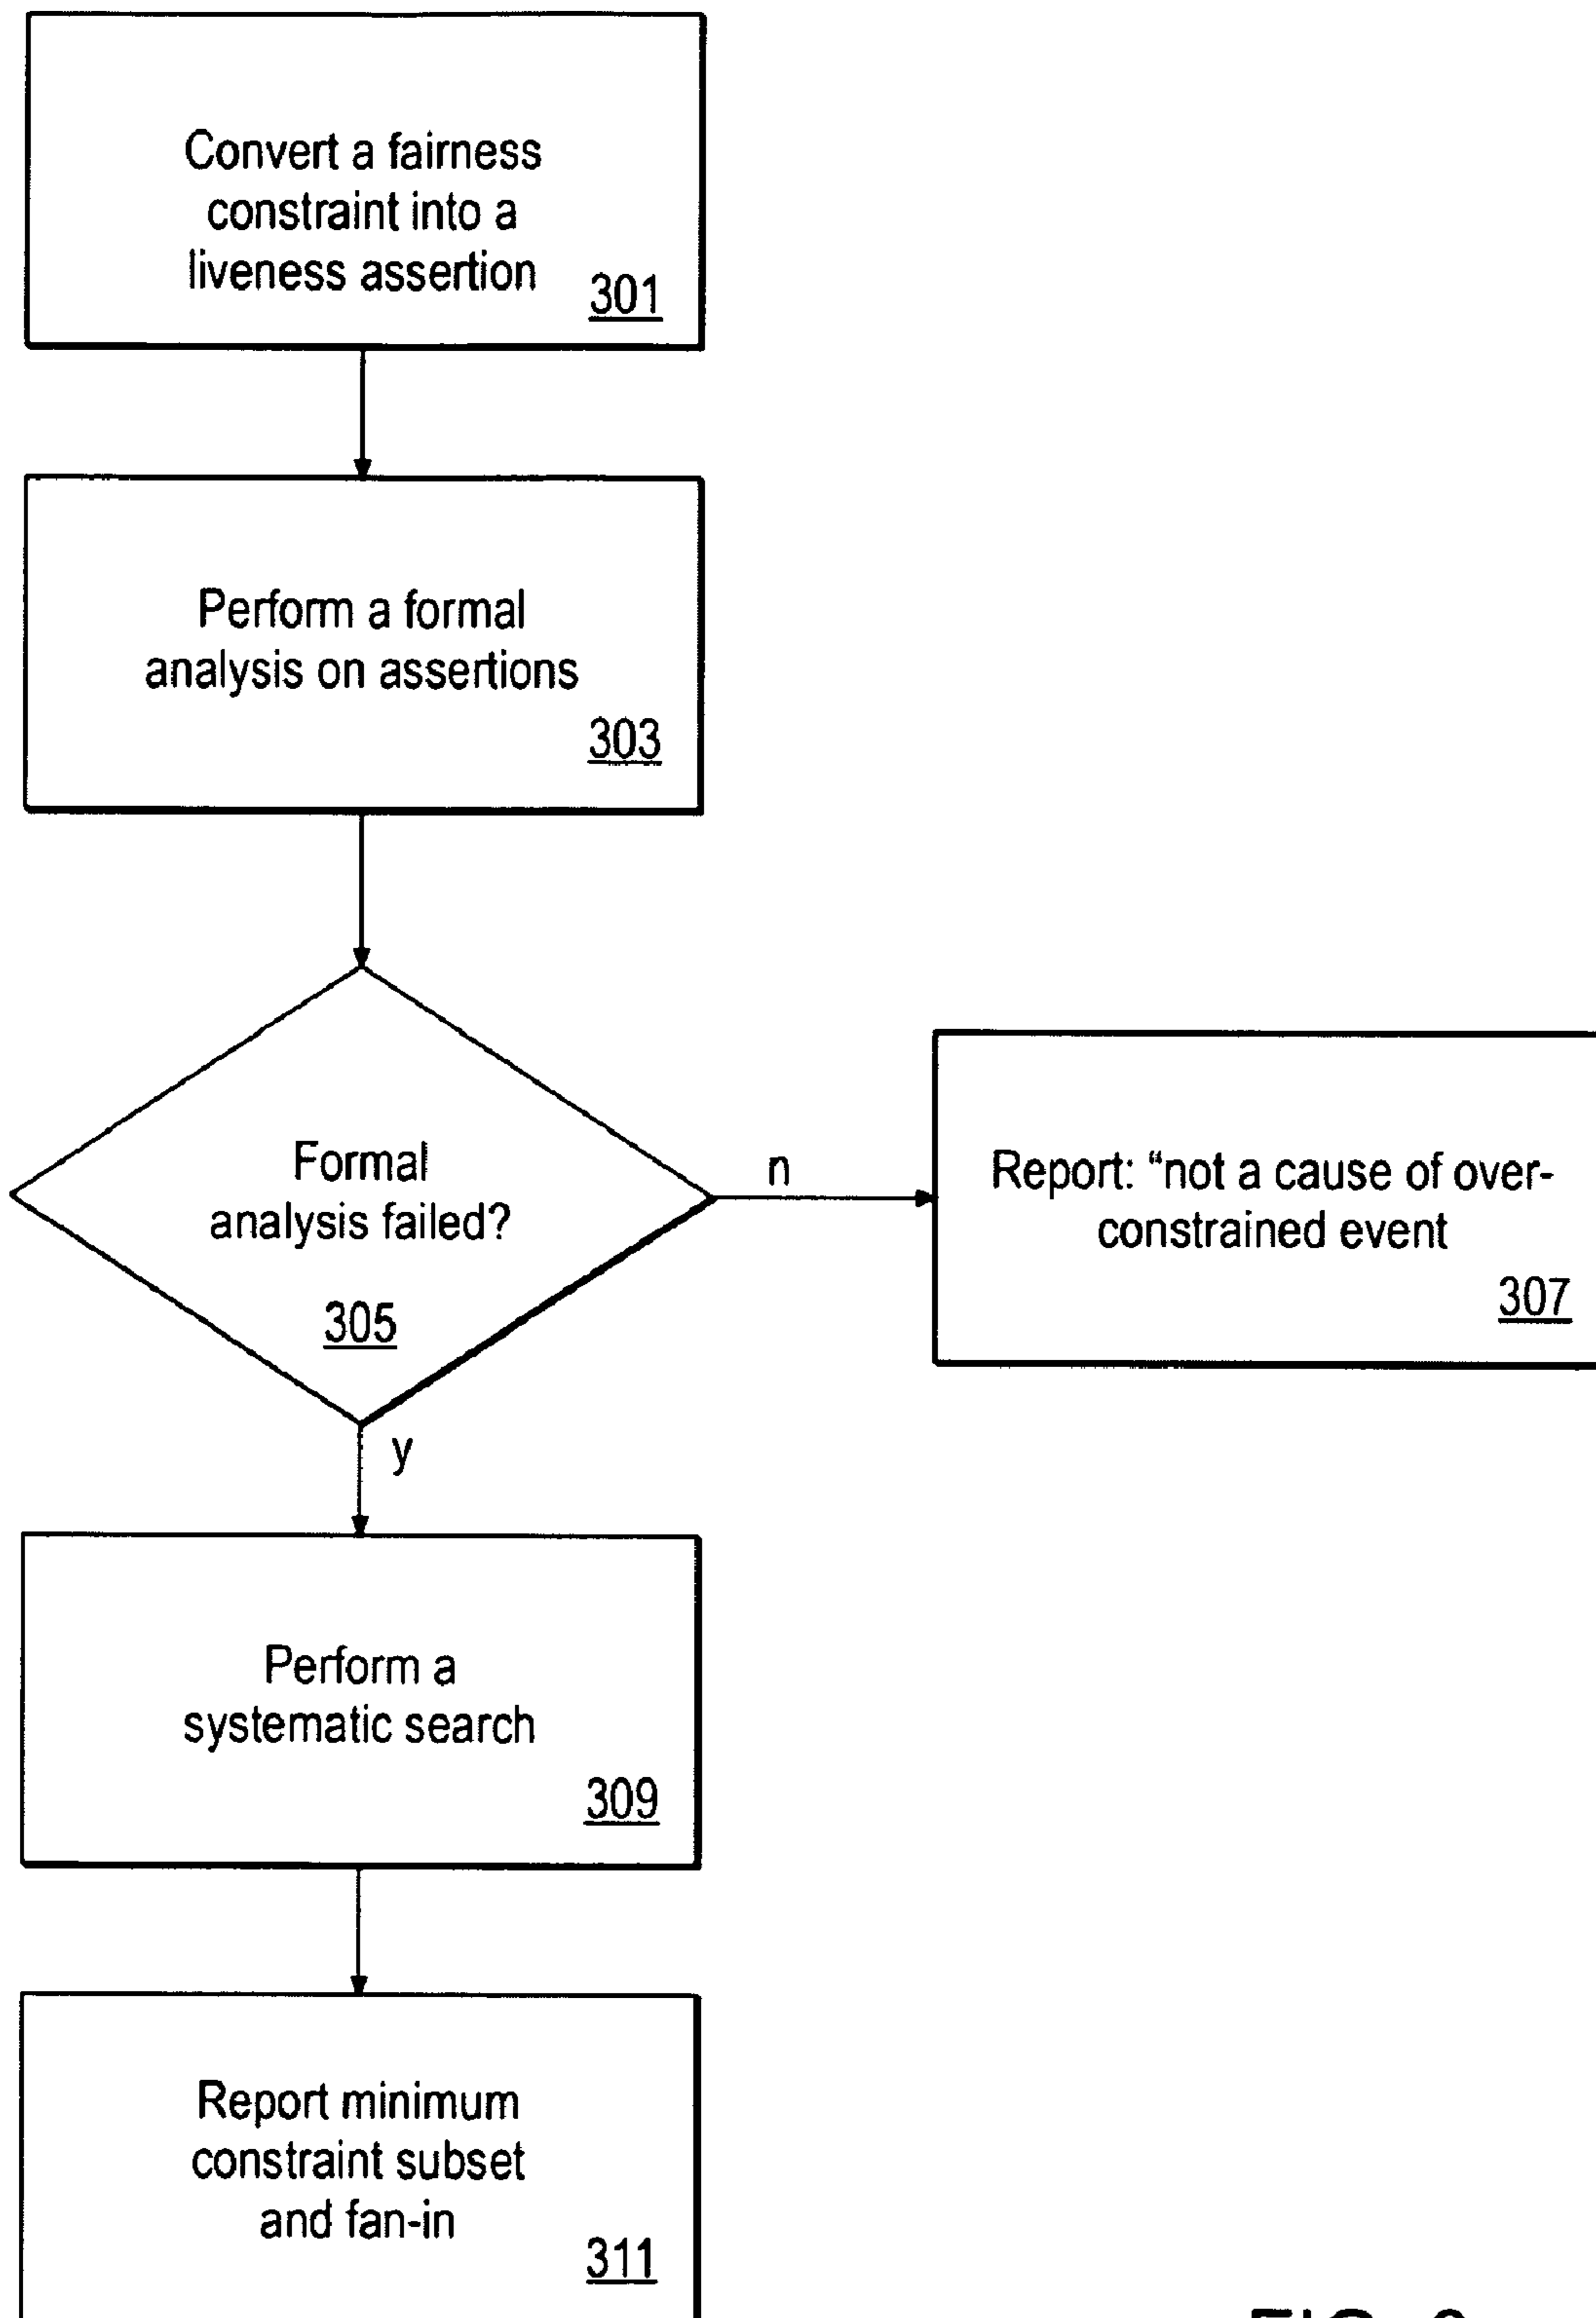 Convert a fairness
constraint into a
liveness assertion
301
Perform a formal
analysis on assertions
303
Formal
analysis failed?
305
n
Report: “not a cause of over-
constrained event
307
y
Perform a
systematic search
309
Report minimum
constraint subset
and fan-in
311